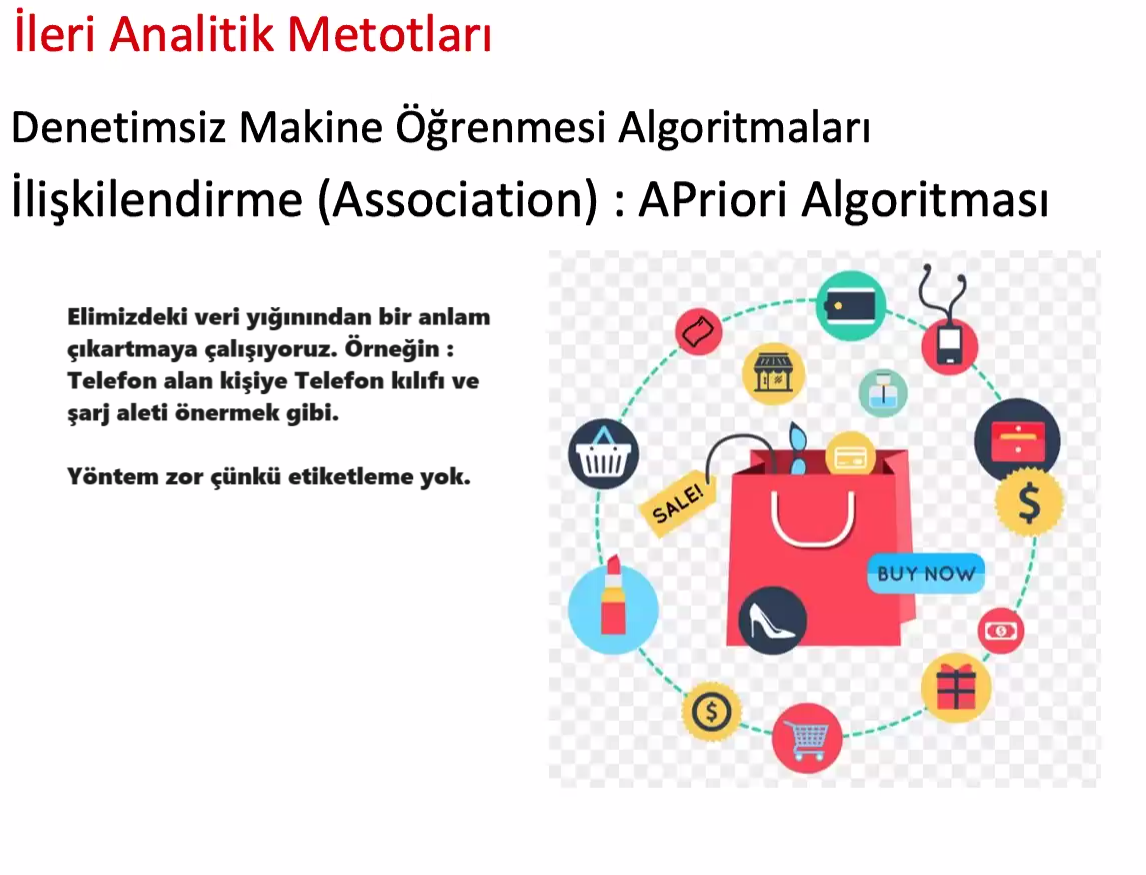 İleri Analitik Metotları
Denetimsiz Makine Öğrenmesi Algoritmaları
İlişkilendirme (Association) : APriori Algoritması
Elimizdeki veri yığınından bir anlam
çıkartmaya çalışıyoruz. Örneğin :
Telefon alan kişiye Telefon kılıfı ve
şarj aleti önermek gibi.
Yöntem zor çünkü etiketleme yok.
SALE!
$
BUY NOW
$
$